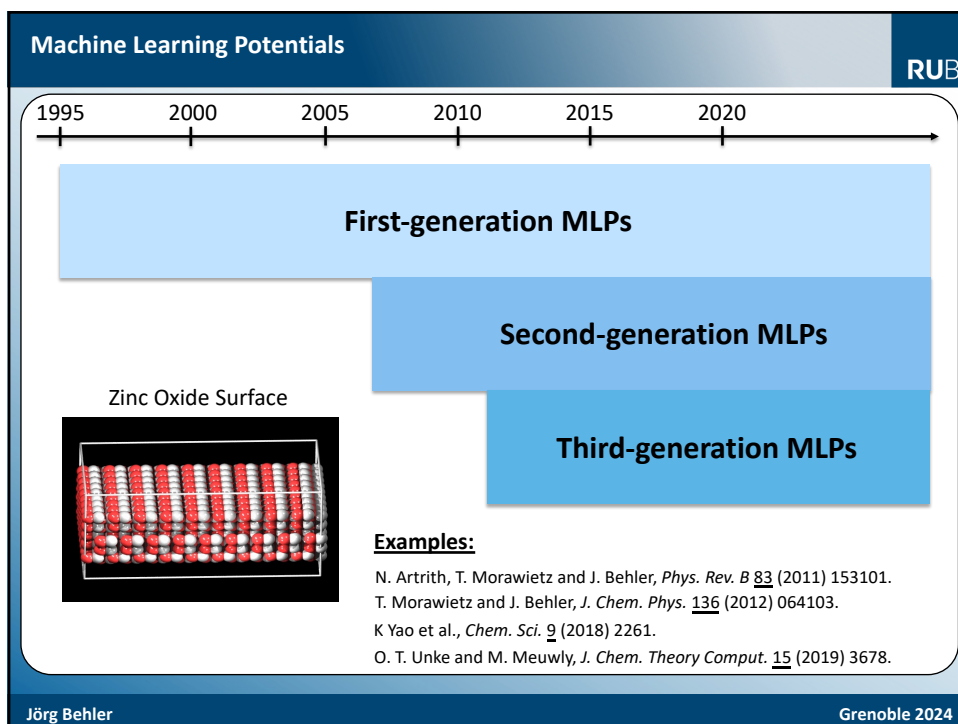 Machine Learning Potentials
RUB
1995 2000 2005 2010 2015 2020
First-generation MLPs
Second-generation MLPs
Third-generation MLPs
Zinc Oxide Surface
Examples:
N. Artrith, T. Morawietz and J. Behler, Phys. Rev. B 83 (2011) 153101.
T. Morawietz and J. Behler, J. Chem. Phys. 136 (2012) 064103.
K Yao et al., Chem. Sci. 9 (2018) 2261.
O. T. Unke and M. Meuwly, J. Chem. Theory Comput. 15 (2019) 3678.
Jörg Behler Grenoble 2024